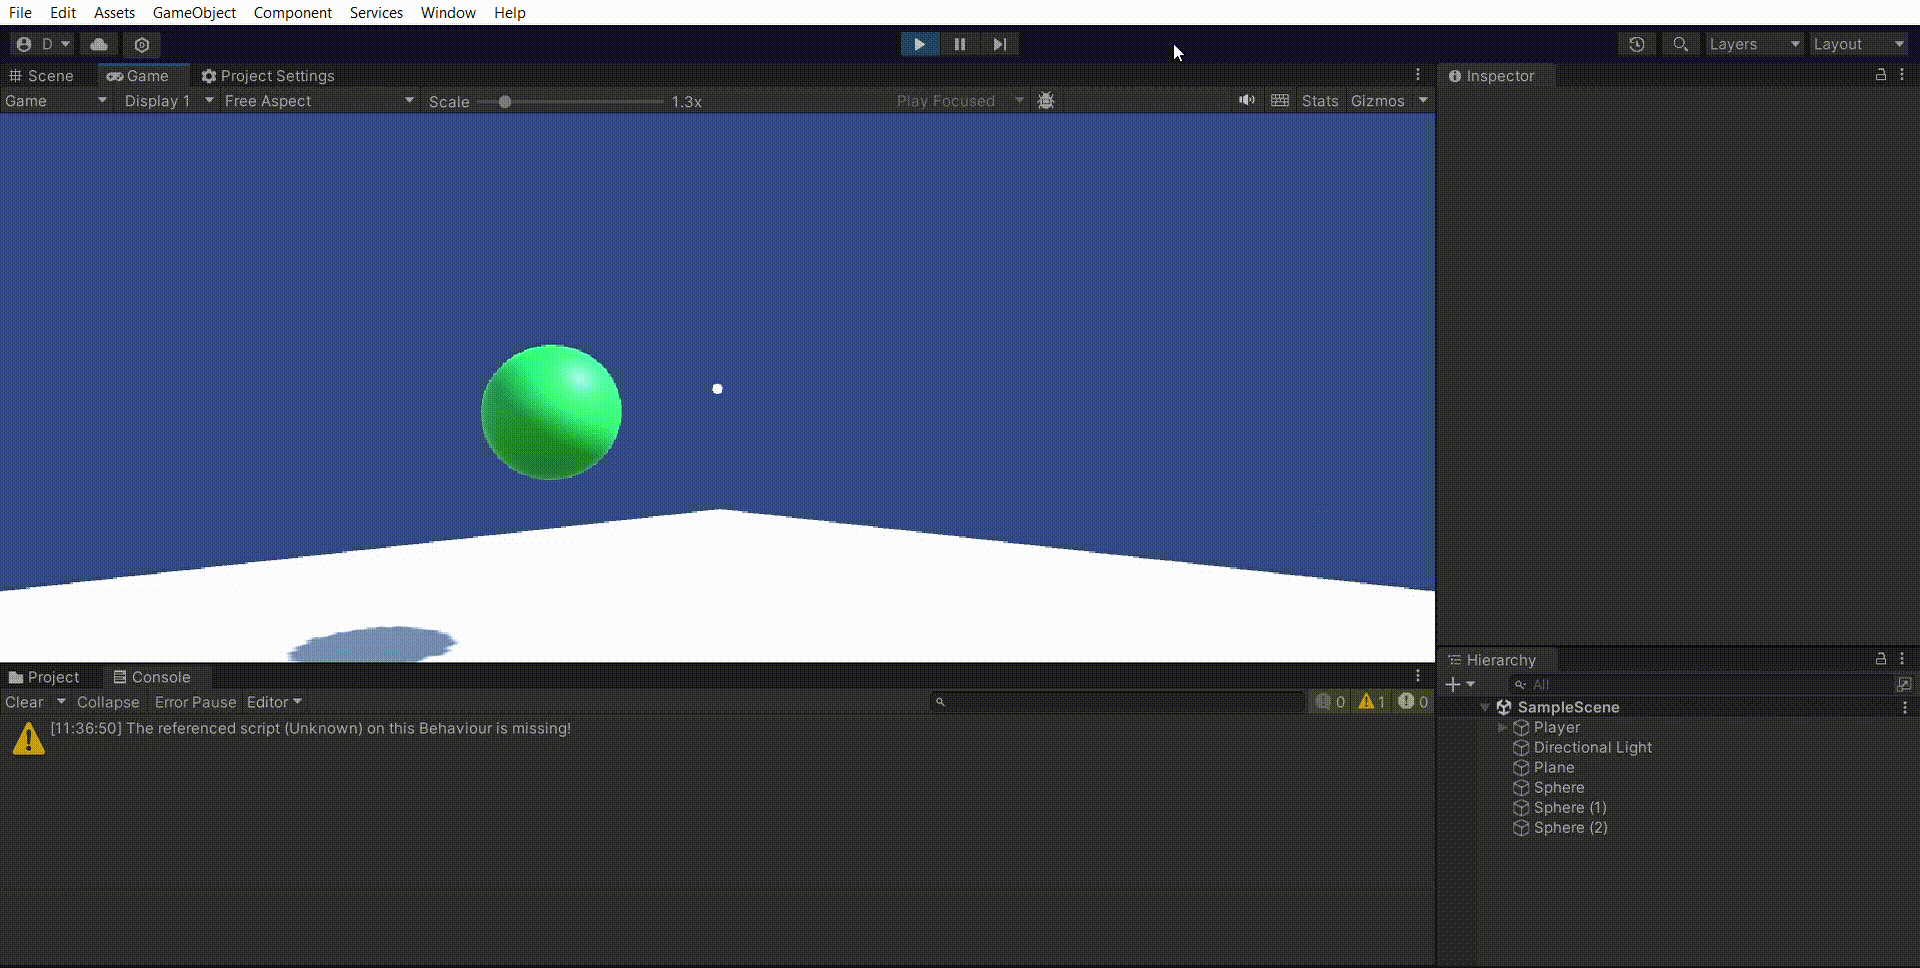 File Edit Assets GameObject Component Services Window Help
D Layers Layout
Scene Game Project Settings Inspector
Game Display 1 Free Aspect Scale 1.3x Play Focused Stats Gizmos
Project Console
Clear Collapse Error Pause Editor 0 1 0
[11:36:50] The referenced script (Unknown) on this Behaviour is missing!
Hierarchy
All
SampleScene
Player
Directional Light
Plane
Sphere
Sphere (1)
Sphere (2)